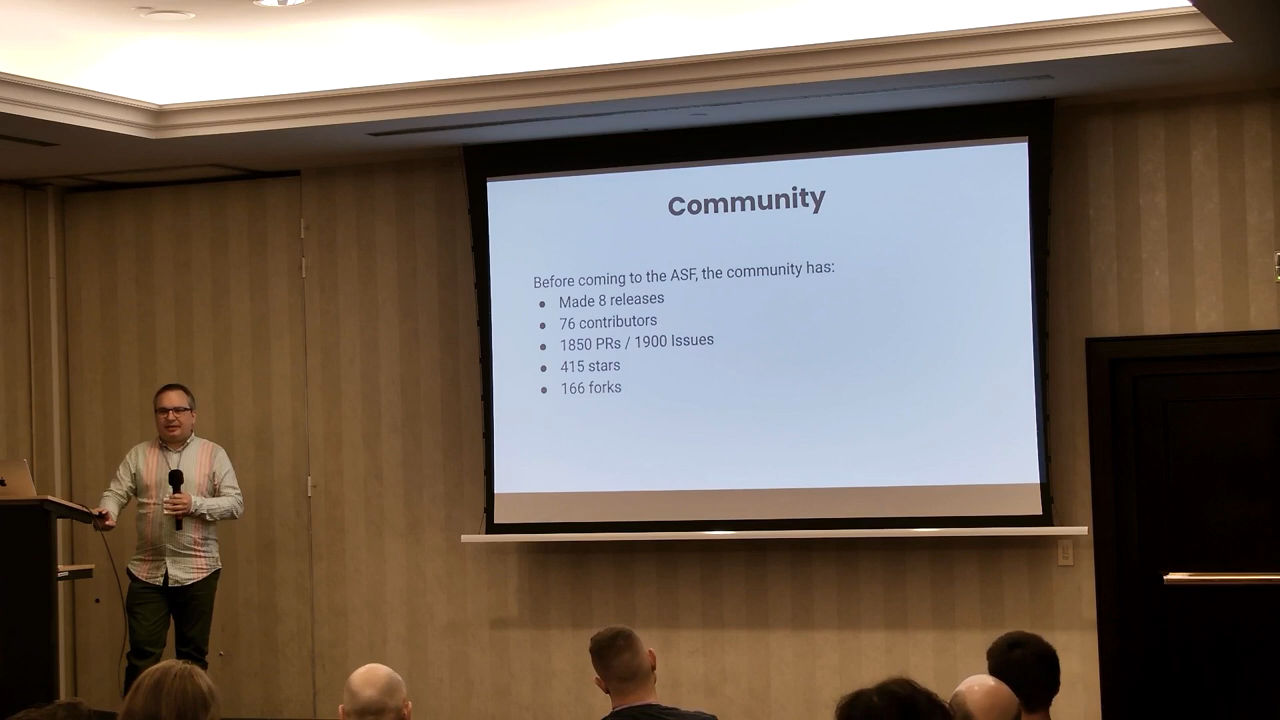 Community
Before coming to the ASF, the community has:
● Made 8 releases
● 76 contributors
● 1850 PRs / 1900 Issues
● 415 stars
● 166 forks